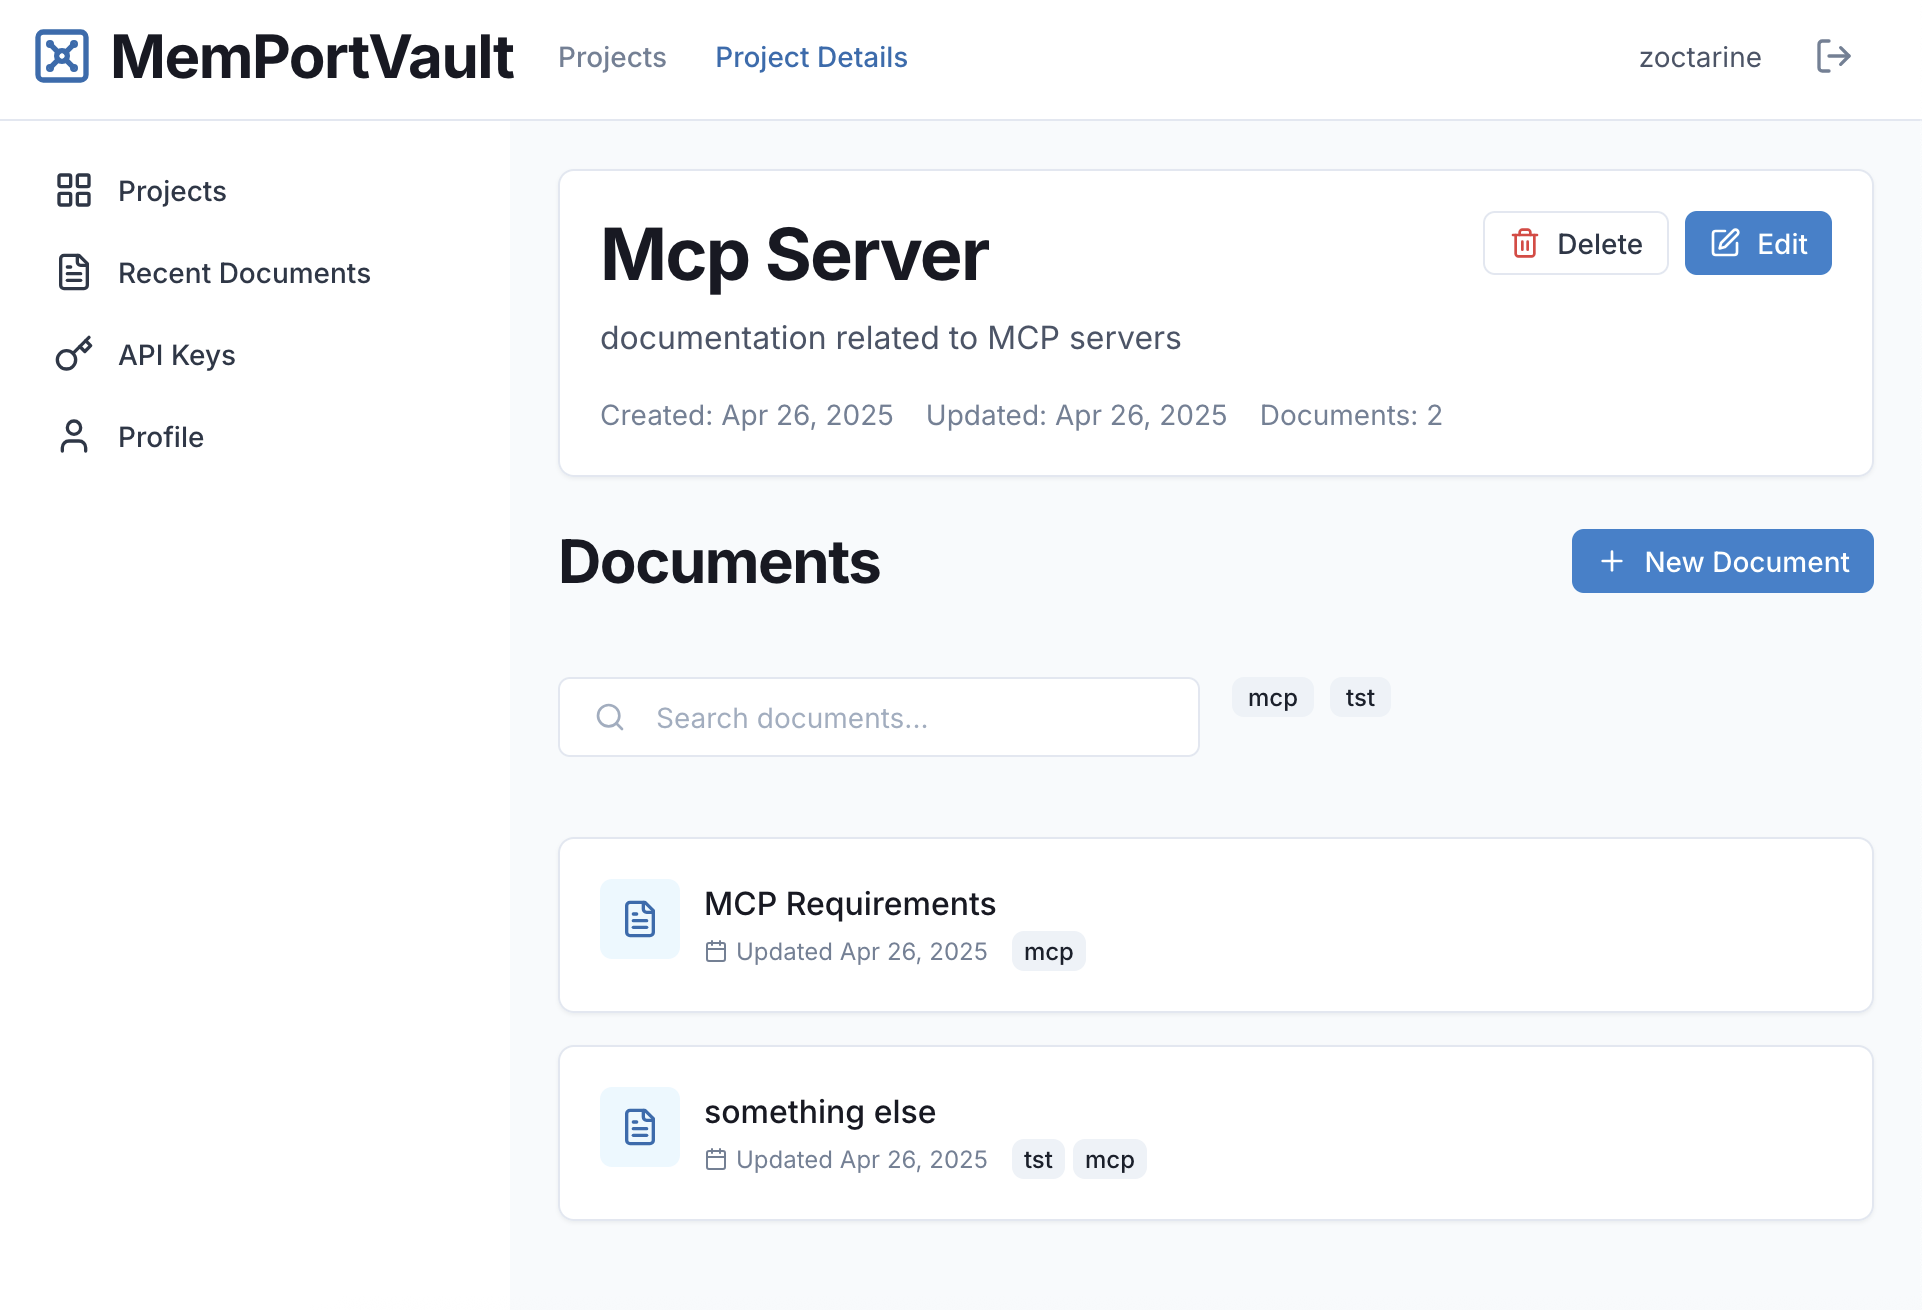 MemPortVault
Projects
Project Details
zoctarine
Projects
Recent Documents
API Keys
Profile
Mcp Server
Delete
Edit
documentation related to MCP servers
Created: Apr 26, 2025 Updated: Apr 26, 2025 Documents: 2
Documents
New Document
Search documents...
mcp
tst
MCP Requirements
Updated Apr 26, 2025 mcp
something else
Updated Apr 26, 2025 tst mcp